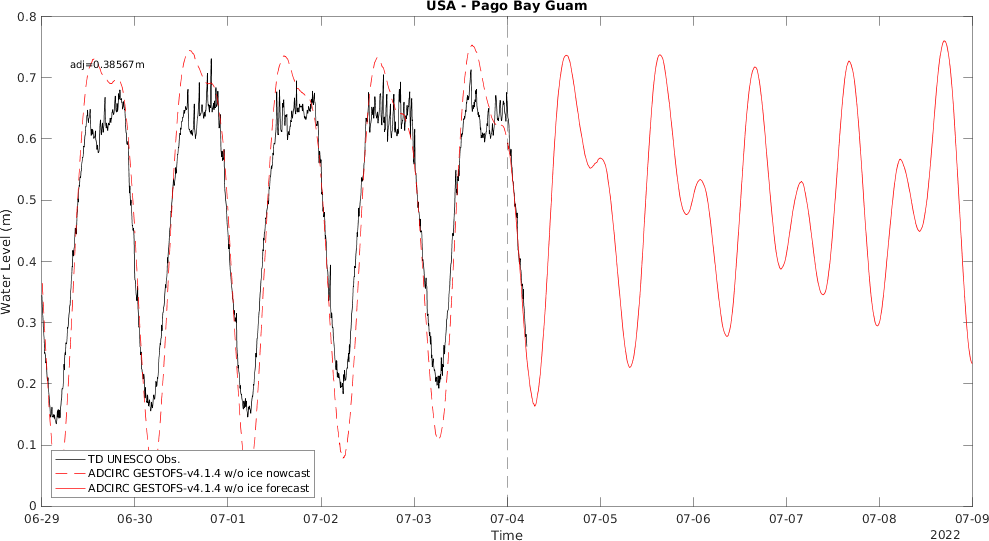 USA - Pago Bay Guam
0.8
0.7
0.6
0.5
0.4
0.3
0.2
0.1
0
Water Level (m)
adj=0.38567m
TD UNESCO Obs.
ADCIRC GESTOFS-v4.1.4 w/o ice nowcast
ADCIRC GESTOFS-v4.1.4 w/o ice forecast
06-29 06-30 07-01 07-02 07-03 07-04 07-05 07-06 07-07 07-08 07-09
Time
2022